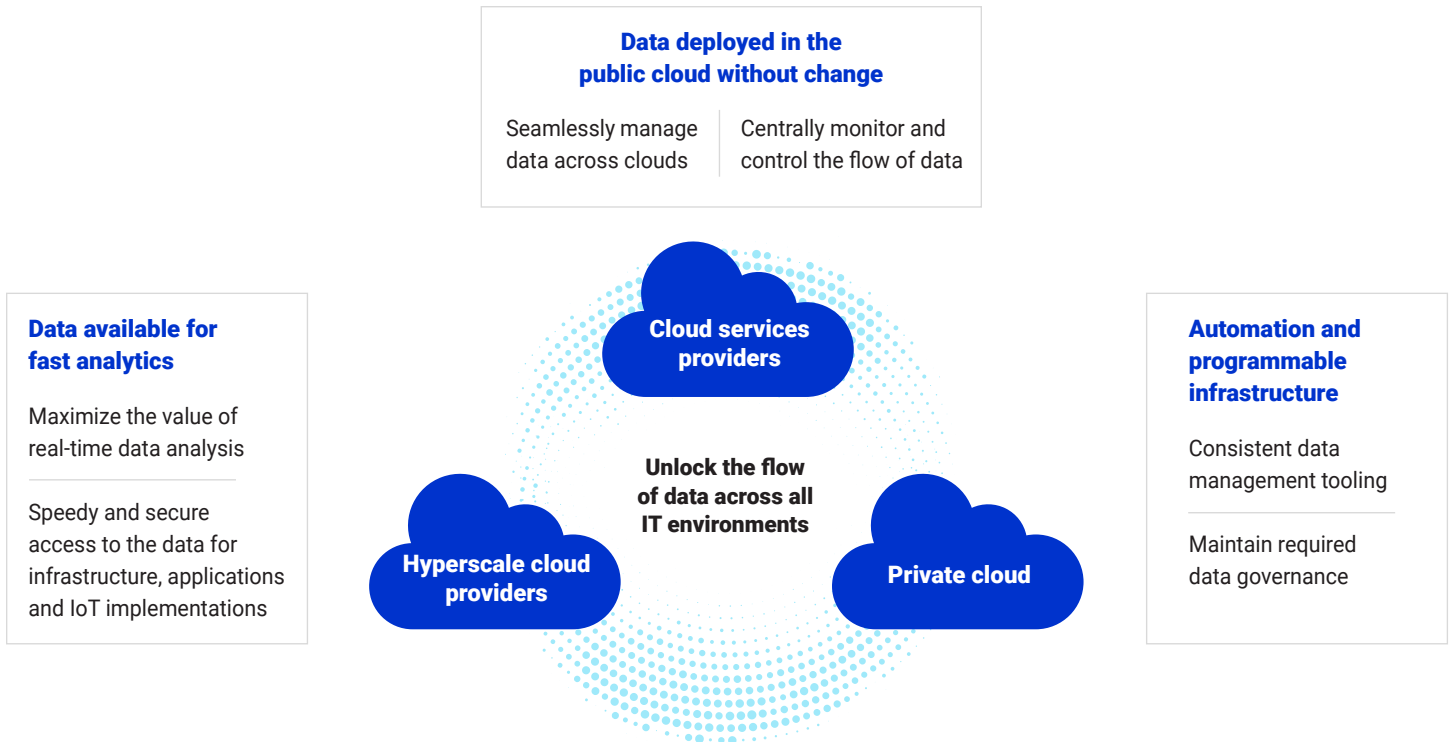 Data deployed in the
public cloud without change
Seamlessly manage
data across clouds
Centrally monitor and
control the flow of data
Data available for
fast analytics
Maximize the value of
real-time data analysis
Speedy and secure
access to the data for
infrastructure, applications
and IoT implementations
Cloud services
providers
Unlock the flow
of data across all
IT environments
Hyperscale cloud
providers
Private cloud
Automation and
programmable
infrastructure
Consistent data
management tooling
Maintain required
data governance